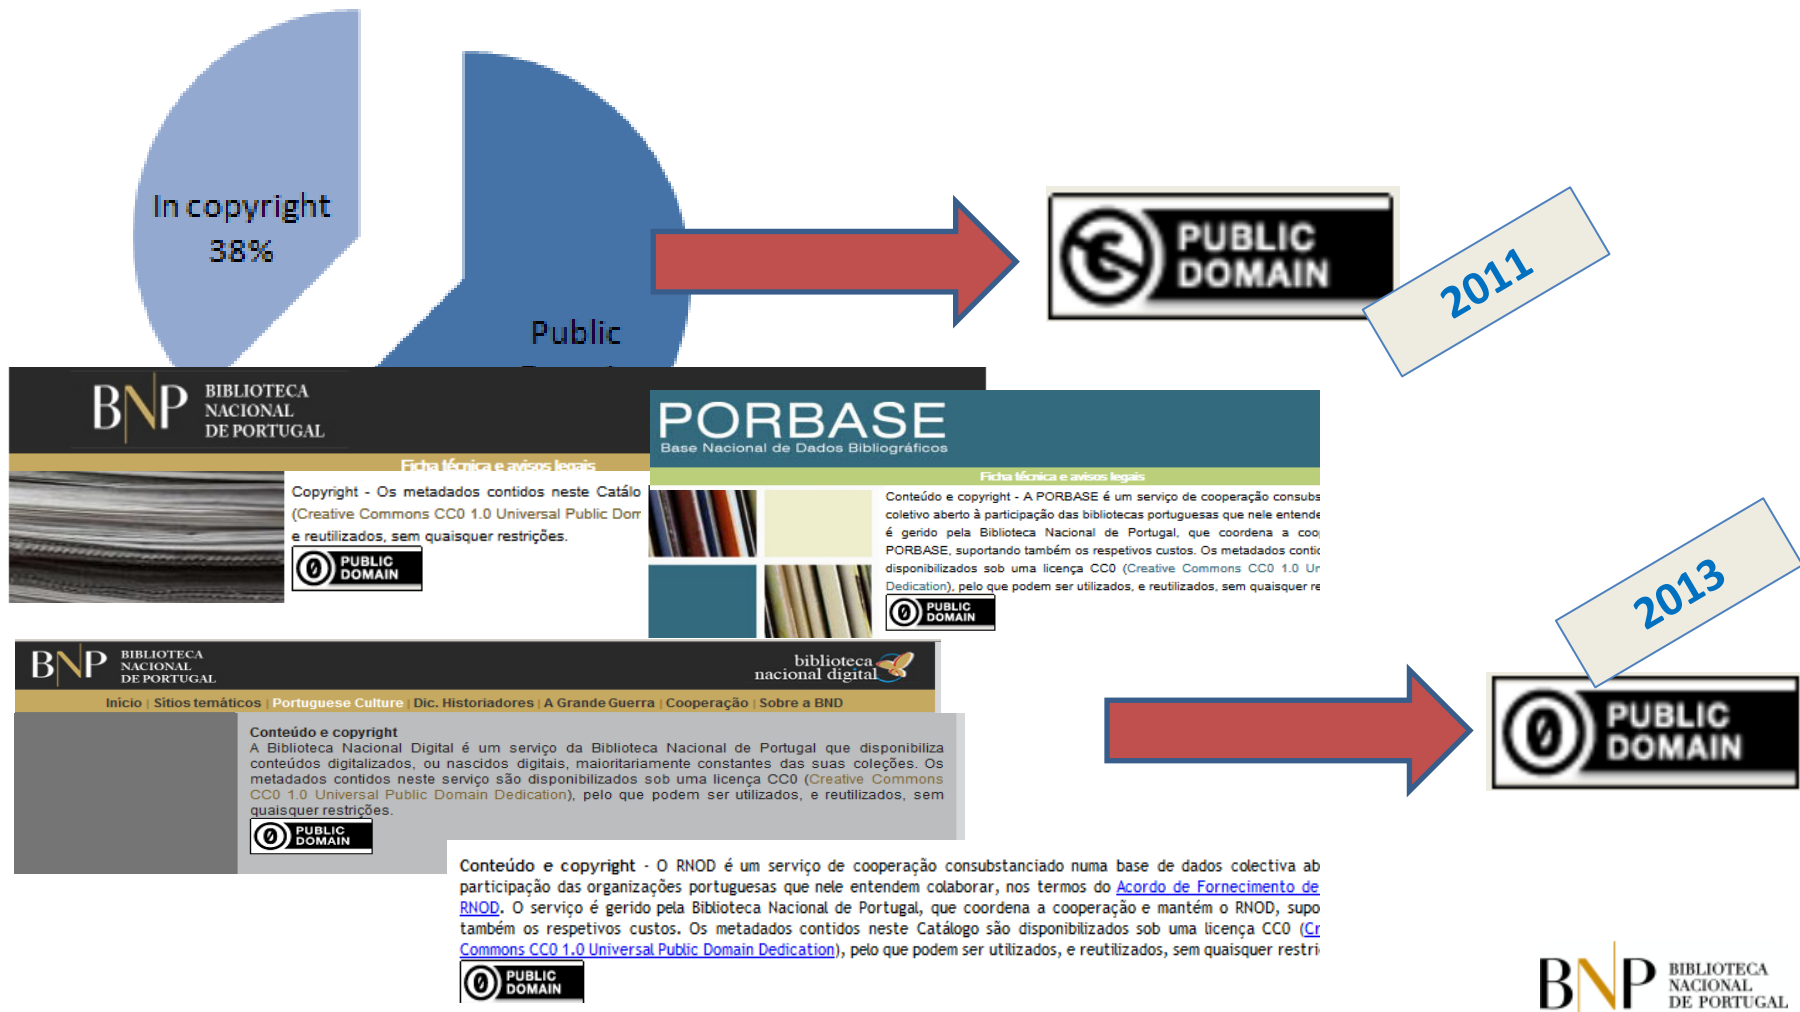 In copyright
38%
Public
PUBLIC
DOMAIN
2011
BNP
BIBLIOTECA
NACIONAL
DE PORTUGAL
Ficha técnica e avisos legais
Copyright - Os metadados contidos neste Catálo
(Creative Commons CC0 1.0 Universal Public Dom
e reutilizados, sem quaisquer restrições.
PUBLIC
DOMAIN
PORBASE
Base Nacional de Dados Bibliográficos
Ficha técnica e avisos legais
Conteúdo e copyright - A PORBASE é um serviço de cooperação consubs
coletivo aberto à participação das bibliotecas portuguesas que nele entende
é gerido pela Biblioteca Nacional de Portugal, que coordena a coo
PORBASE, suportando também os respetivos custos. Os metadados contic
disponibilizados sob uma licença CC0 (Creative Commons CC0 1.0 Ur
Dedication), pelo que podem ser utilizados, e reutilizados, sem quaisquer re
PUBLIC
DOMAIN
2013
PUBLIC
DOMAIN
BNP
BIBLIOTECA
NACIONAL
DE PORTUGAL
biblioteca
nacional digital
Início | Sítios temáticos | Portuguese Culture | Dic. Historiadores | A Grande Guerra | Cooperação | Sobre a BND
Conteúdo e copyright
A Biblioteca Nacional Digital é um serviço da Biblioteca Nacional de Portugal que disponibiliza
conteúdos digitalizados, ou nascidos digitais, maioritariamente constantes das suas coleções. Os
metadados contidos neste serviço são disponibilizados sob uma licença CC0 (Creative Commons
CC0 1.0 Universal Public Domain Dedication), pelo que podem ser utilizados, e reutilizados, sem
quaisquer restrições.
PUBLIC
DOMAIN
Conteúdo e copyright - O RNOD é um serviço de cooperação consubstanciado numa base de dados colectiva ab
participação das organizações portuguesas que nele entendem colaborar, nos termos do Acordo de Fornecimento de
RNOD. O serviço é gerido pela Biblioteca Nacional de Portugal, que coordena a cooperação e mantém o RNOD, supo
também os respetivos custos. Os metadados contidos neste Catálogo são disponibilizados sob uma licença CC0 (Cr
Commons CC0 1.0 Universal Public Domain Dedication), pelo que podem ser utilizados, e reutilizados, sem quaisquer restri
PUBLIC
DOMAIN
BNP
BIBLIOTECA
NACIONAL
DE PORTUGAL